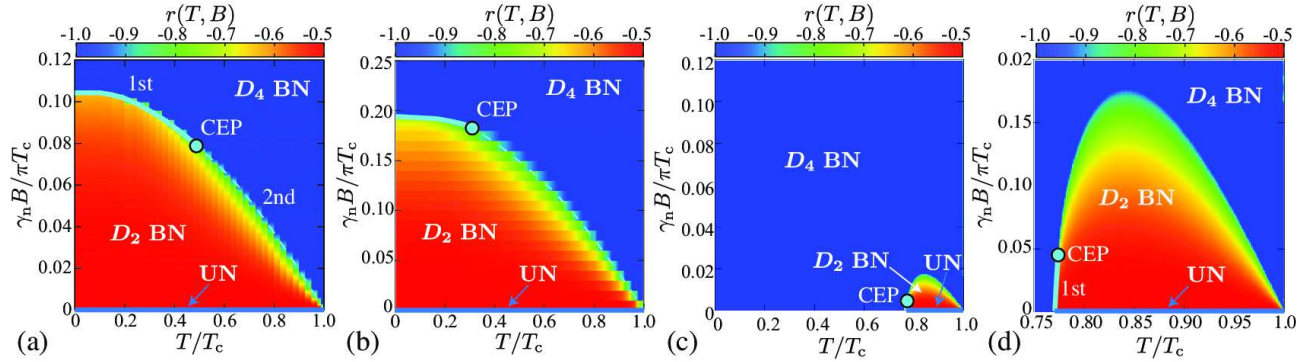 r(T, B)
-1.0 -0.9 -0.8 -0.7 -0.6 -0.5
0.12
0.10
0.08
0.06
0.04
0.02
0
γnB/πTc
1st
D4 BN
CEP
2nd
D2 BN
UN
0 0.2 0.4 0.6 0.8 1.0
(a) T/Tc
r(T, B)
-1.0 -0.9 -0.8 -0.7 -0.6 -0.5
0.25
0.20
0.15
0.10
0.05
0.00
γnB/πTc
D4 BN
CEP
D2 BN
UN
0 0.2 0.4 0.6 0.8 1.0
(b) T/Tc
r(T, B)
-1.0 -0.9 -0.8 -0.7 -0.6 -0.5
0.12
0.10
0.08
0.06
0.04
0.02
0
γnB/πTc
D4 BN
D2 BN UN
CEP
0 0.2 0.4 0.6 0.8 1.0
(c) T/Tc
r(T, B)
-1.0 -0.9 -0.8 -0.7 -0.6 -0.5
0.02
0.015
0.10
0.05
0.0
γnB/πTc
D4 BN
D2 BN
CEP
1st
UN
0.75 0.80 0.85 0.90 0.95 1.0
(d) T/Tc